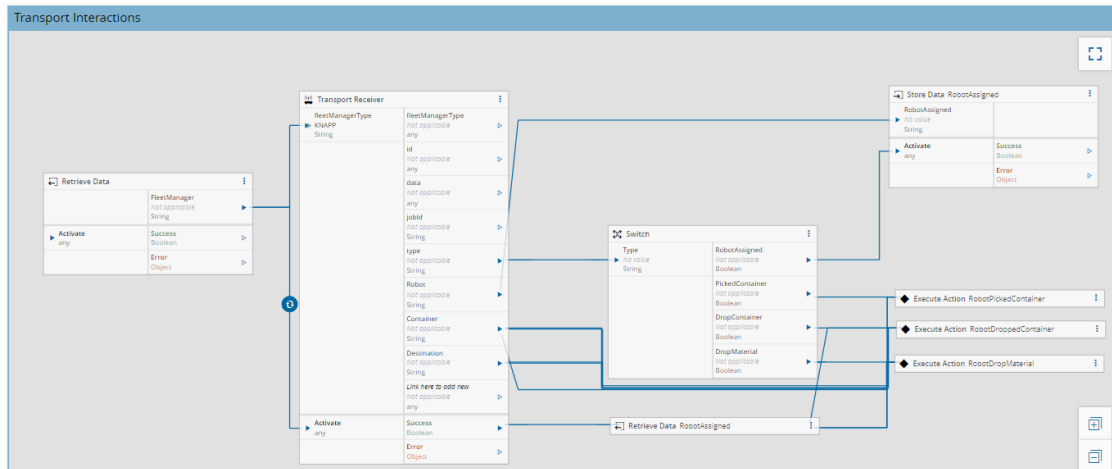 Transport Interactions
Retrieve Data
FleetManager
Not applicable
String
Activate
any
Success
Boolean
Error
Object
Transport Receiver
fleetManagerType
KNAPP
String
fleetManagerType
Not applicable
any
id
Not applicable
any
data
Not applicable
any
jobId
Not applicable
String
type
Not applicable
String
Robot
Not applicable
String
Container
Not applicable
String
Destination
Not applicable
String
Link here to add new
Not applicable
any
Activate
any
Success
Boolean
Error
Object
Switch
Type
No value
String
RobotAssigned
Not applicable
Boolean
PickedContainer
Not applicable
Boolean
DropContainer
Not applicable
Boolean
DropMaterial
Not applicable
Boolean
Retrieve Data RobotAssigned
Store Data RobotAssigned
RobotAssigned
No value
String
Activate
any
Success
Boolean
Error
Object
Execute Action RobotPickedContainer
Execute Action RobotDroppedContainer
Execute Action RobotDropMaterial